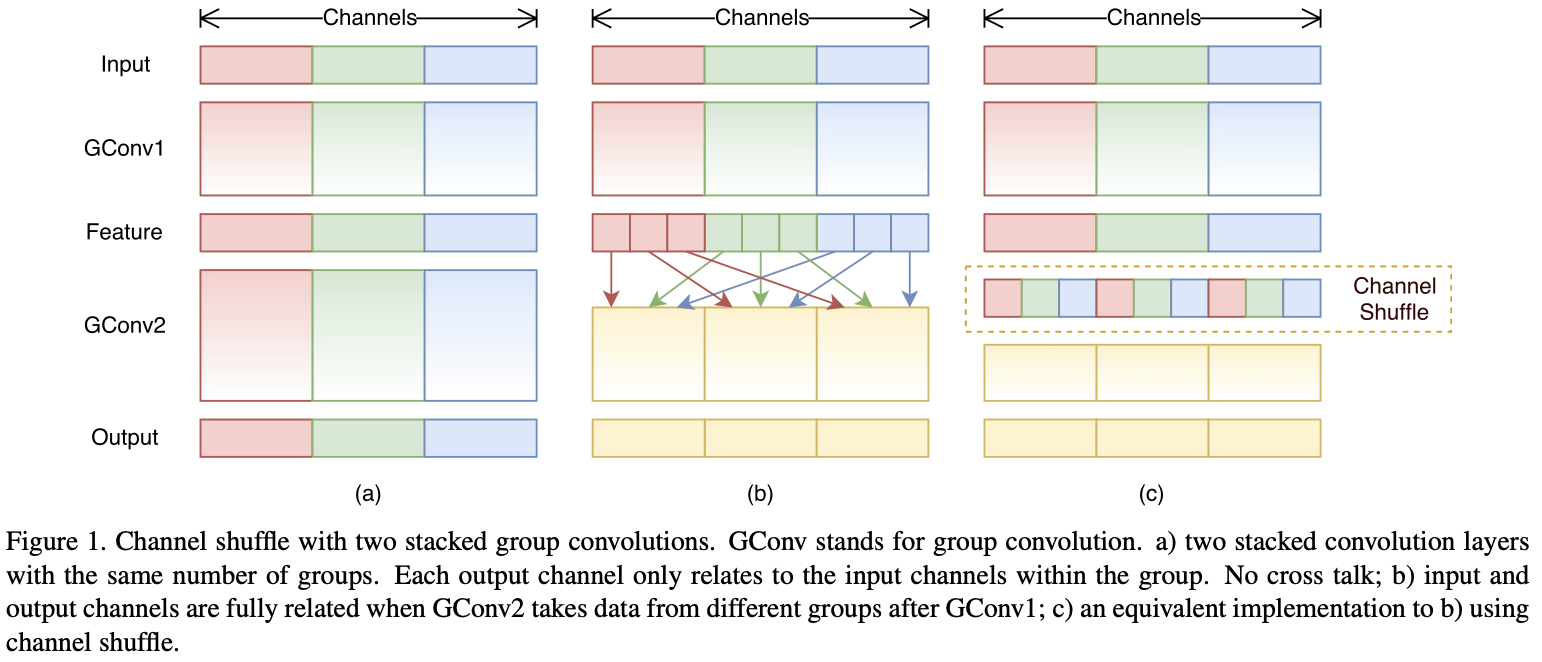 Channels Channels Channels
Input
GConv1
Feature
Channel
Shuffle
GConv2
Output
(a) (b) (c)
Figure 1. Channel shuffle with two stacked group convolutions. GConv stands for group convolution. a) two stacked convolution layers
with the same number of groups. Each output channel only relates to the input channels within the group. No cross talk; b) input and
output channels are fully related when GConv2 takes data from different groups after GConv1; c) an equivalent implementation to b) using
channel shuffle.